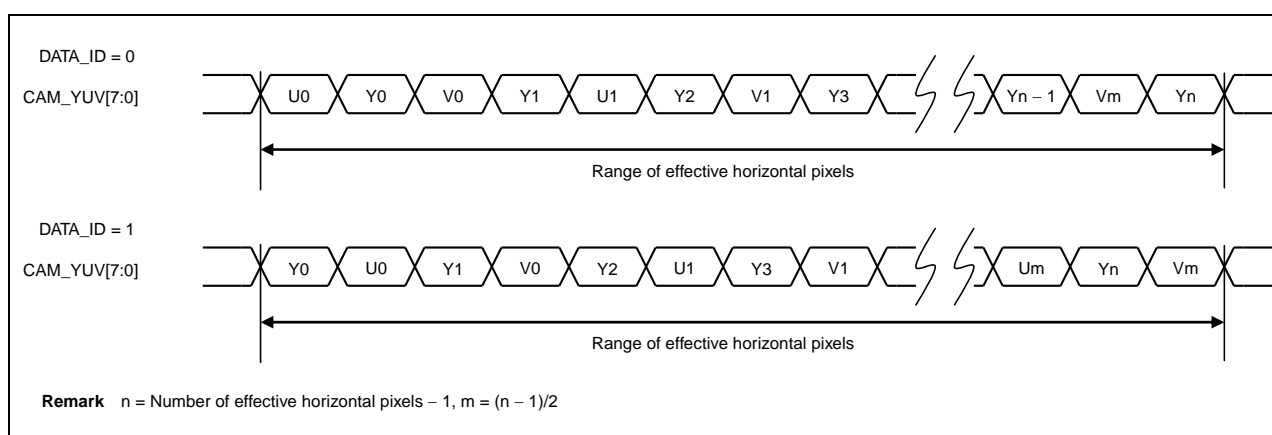 DATA_ID = 0
CAM_YUV[7:0]
U0 Y0 V0 Y1 U1 Y2 V1 Y3 Yn − 1 Vm Yn
Range of effective horizontal pixels
DATA_ID = 1
CAM_YUV[7:0]
Y0 U0 Y1 V0 Y2 U1 Y3 V1 Um Yn Vm
Range of effective horizontal pixels
Remark n = Number of effective horizontal pixels − 1, m = (n − 1)/2